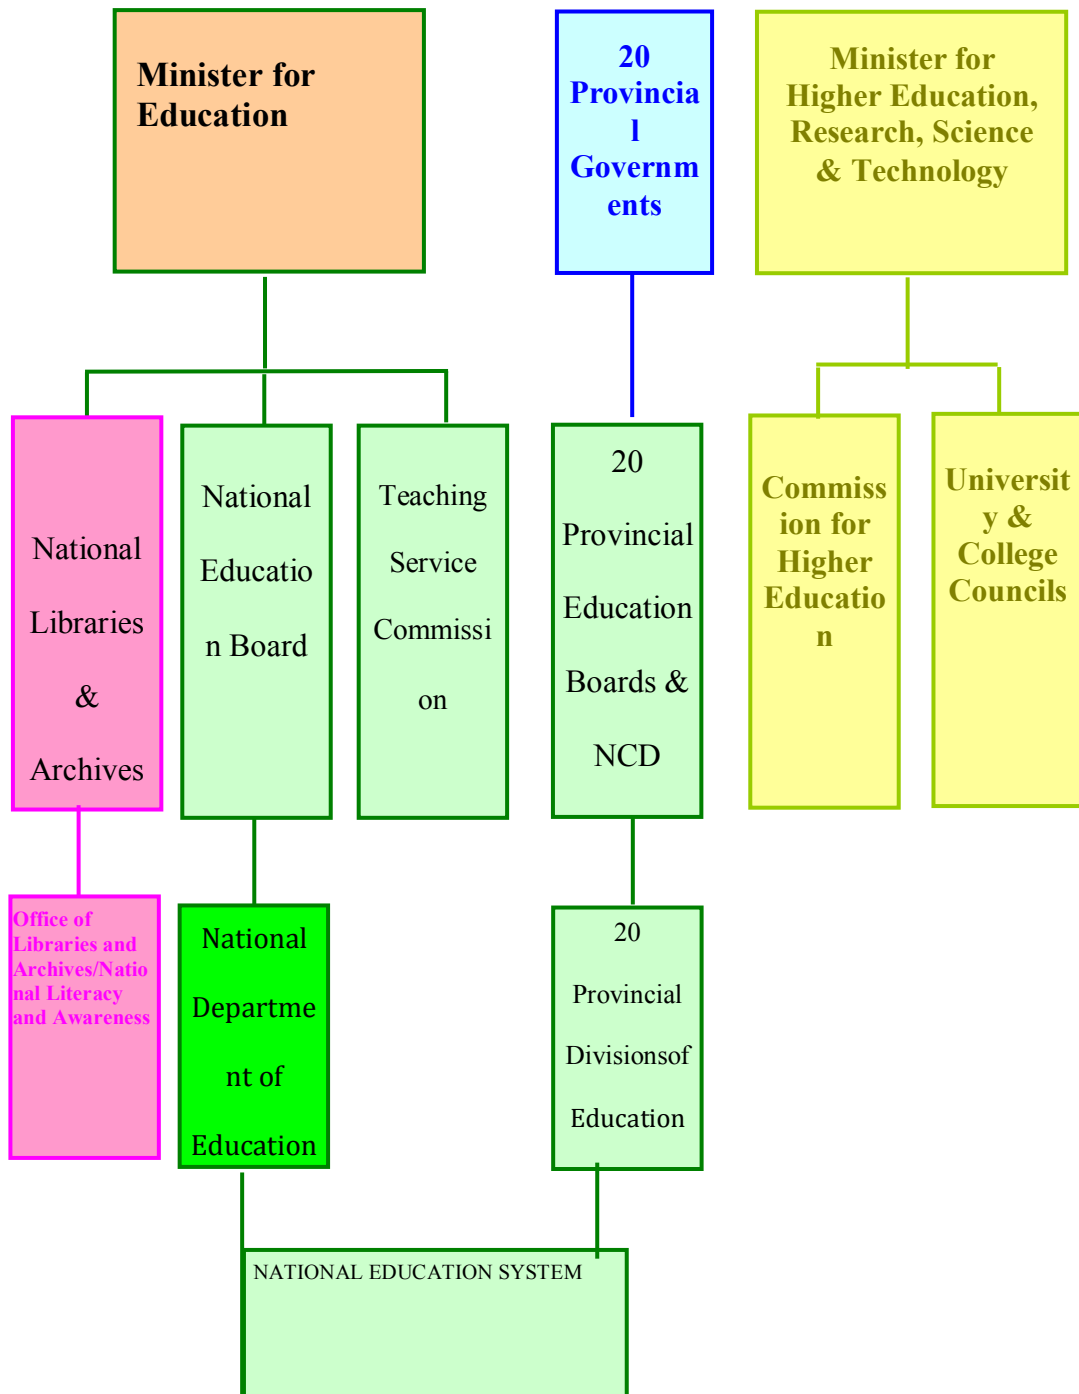 Minister for
Education
20
Provincia
l
Governm
ents
Minister for
Higher Education,
Research, Science
& Technology
National
Libraries
&
Archives
National
Educatio
n Board
Teaching
Service
Commissi
on
20
Provincial
Education
Boards &
NCD
Commiss
ion for
Higher
Educatio
n
Universit
y &
College
Councils
Office of
Libraries and
Archives/Natio
nal Literacy
and Awareness
National
Departme
nt of
Education
20
Provincial
Divisionsof
Education
NATIONAL EDUCATION SYSTEM